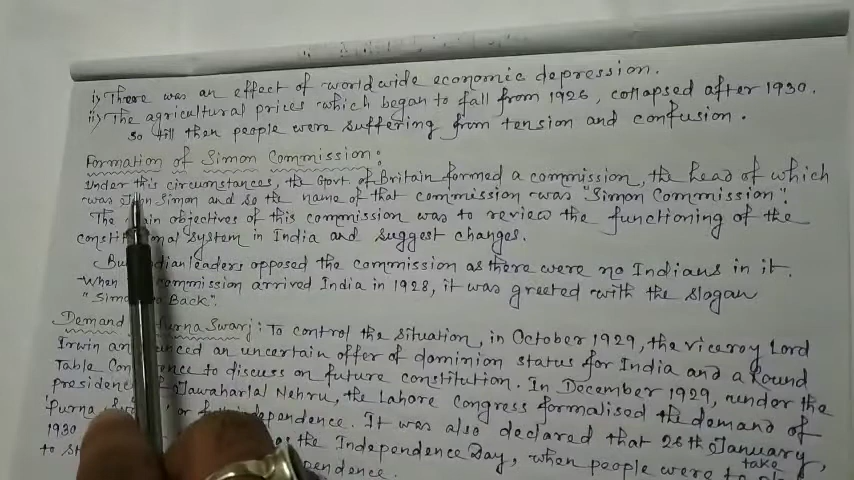 i) There was an effect of worldwide economic depression.
ii) The agricultural prices which began to fall from 1926, collapsed after 1930.
so till then people were suffering from tension and confusion.
Formation of Simon Commission:
Under this circumstances, the Govt of Britain formed a commission, the head of which
was Simon and so the name of that commission was "Simon Commission".
The objectives of this commission was to review the functioning of the
system in India and suggest changes.
leaders opposed the commission as there were no Indians in it.
When commission arrived India in 1928, it was greeted with the slogan
Back".
Demand Swarj: To control the situation, in October 1929, the viceroy Lord
Irwin an uncertain offer of dominion status for India and a Round
Table to discuss on future constitution. In December 1929, under the
Jawaharlal Nehru, the Lahore Congress formalised the demand of
'Purna or independence. It was also declared that 26th January,
1930 the Independence Day, when people were to take
to